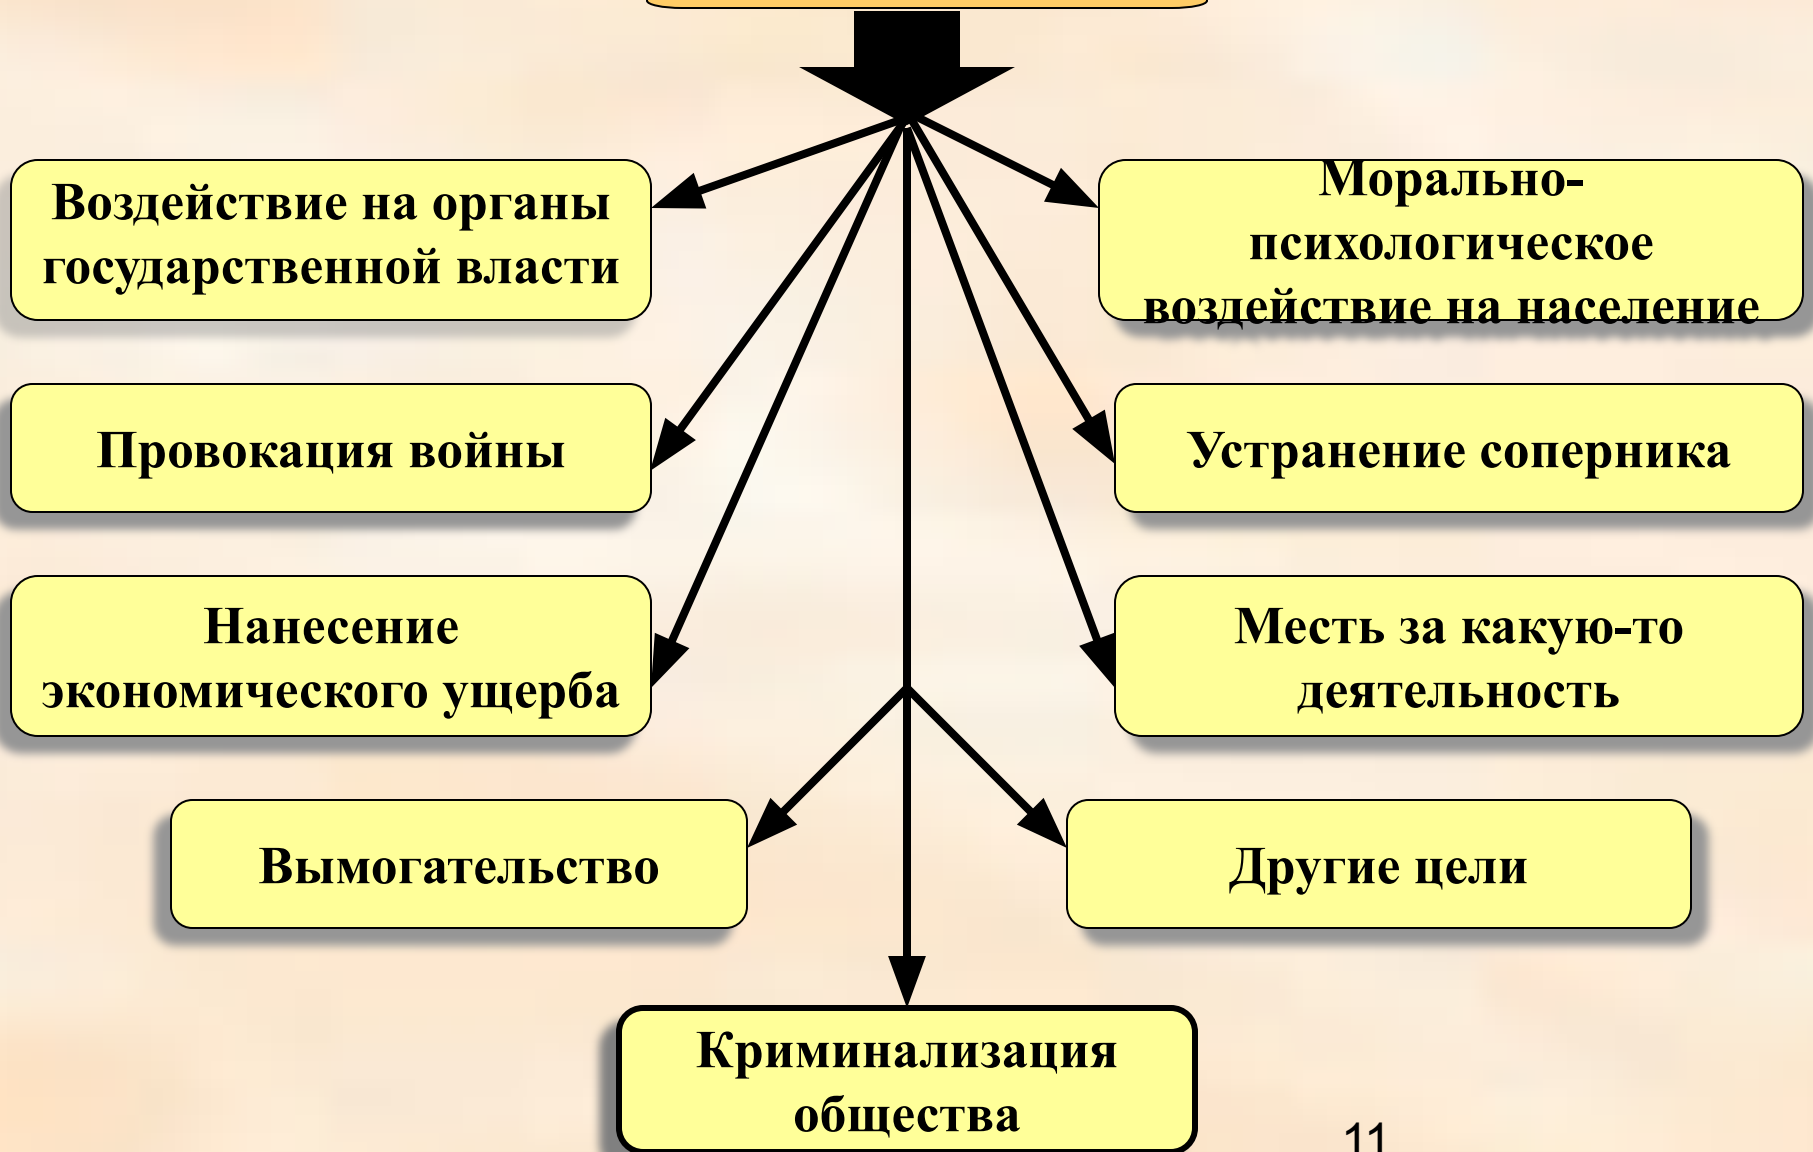 Воздействие на органы
государственной власти
Морально-
психологическое
воздействие на население
Провокация войны
Устранение соперника
Нанесение
экономического ущерба
Месть за какую-то
деятельность
Вымогательство
Другие цели
Криминализация
общества
11